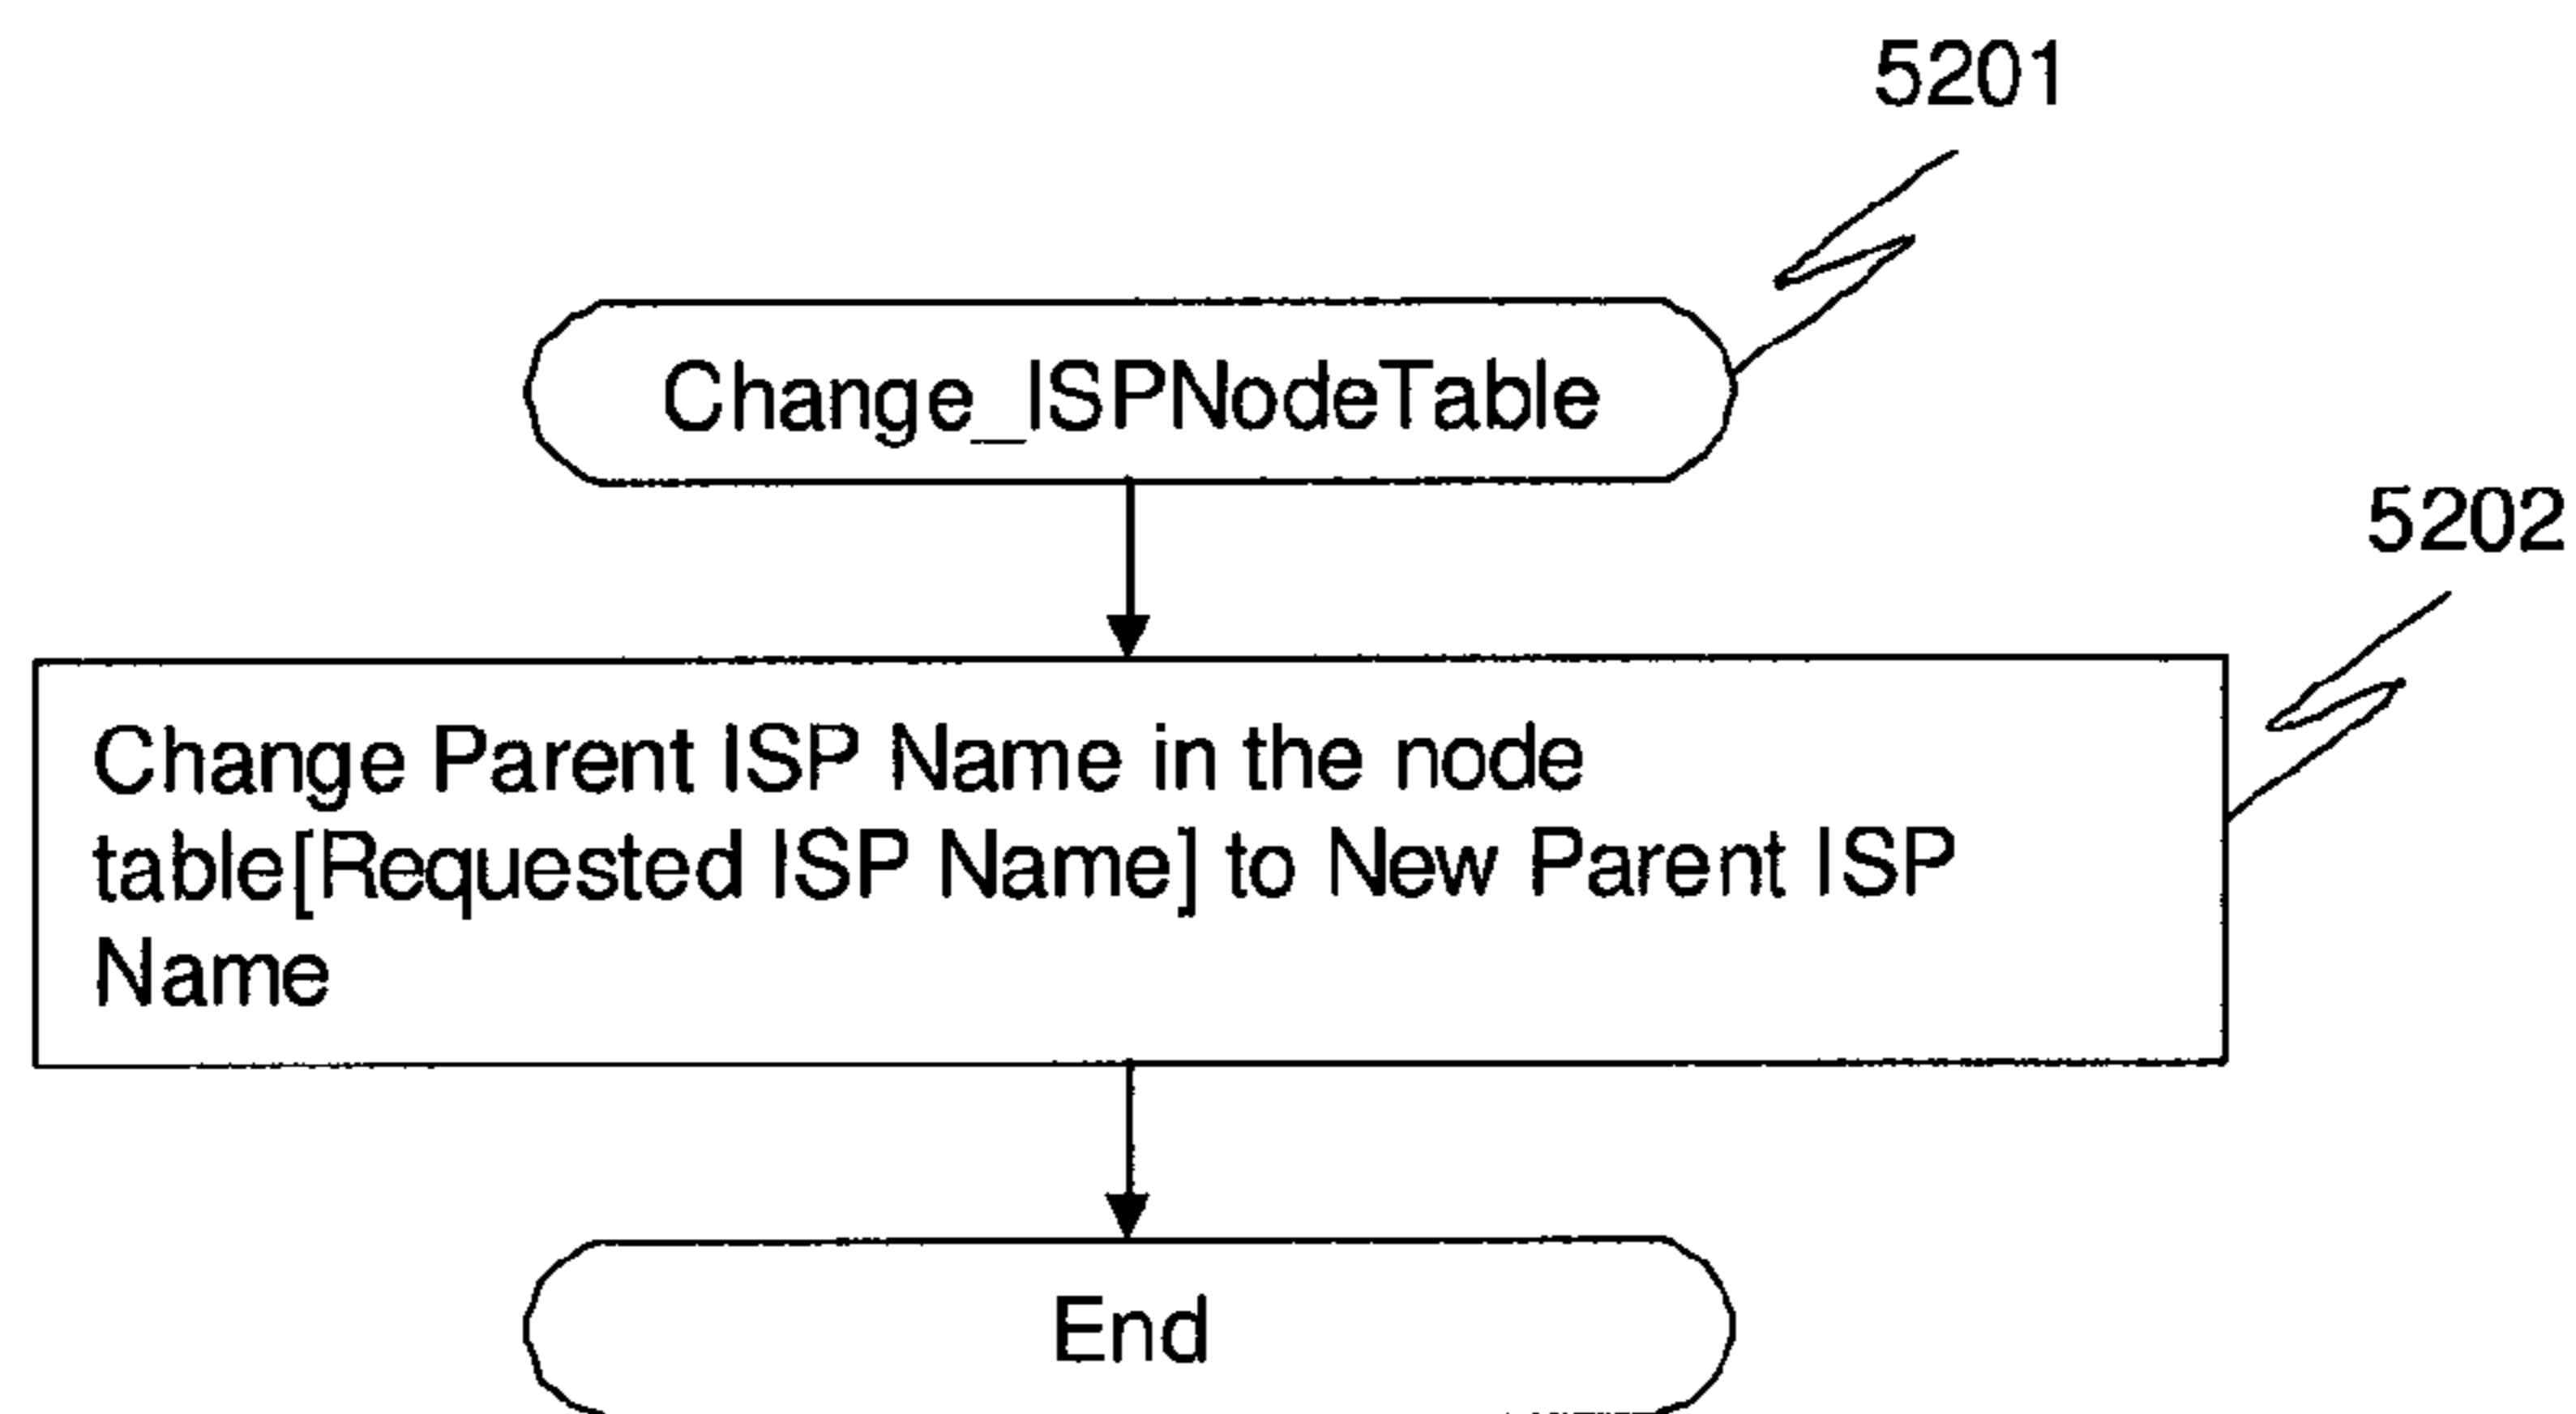 5201
Change_ISPNodeTable
5202
Change Parent ISP Name in the node
table[Requested ISP Name] to New Parent ISP
Name
End